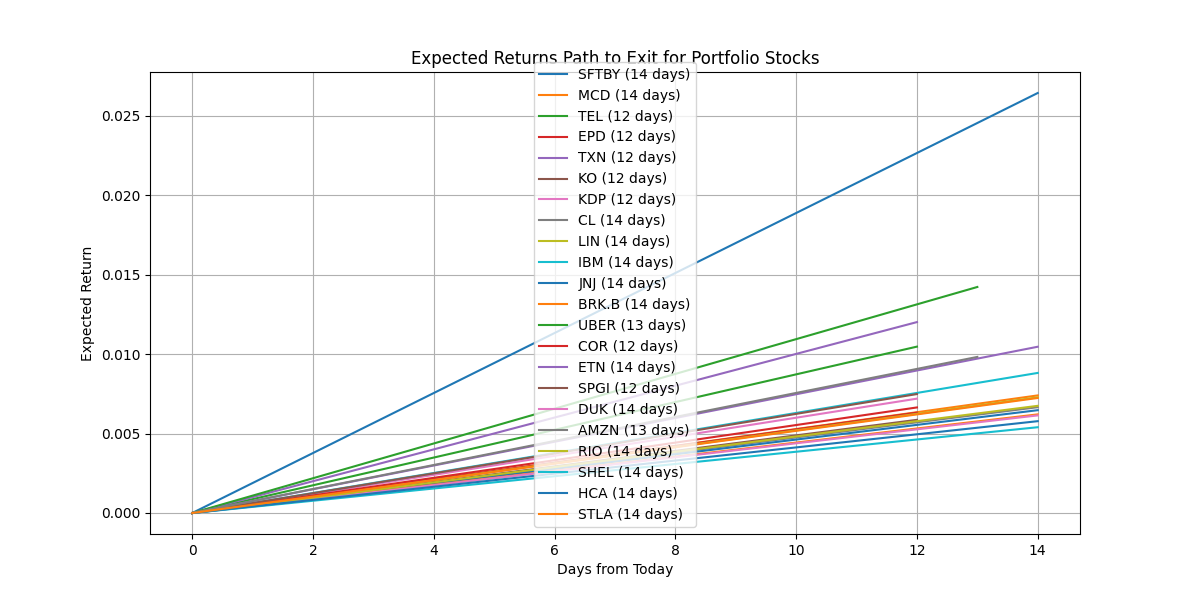 Expected Returns Path to Exit for Portfolio Stocks
SFTBY (14 days)
MCD (14 days)
TEL (12 days)
EPD (12 days)
TXN (12 days)
KO (12 days)
KDP (12 days)
CL (14 days)
LIN (14 days)
IBM (14 days)
JNJ (14 days)
BRK.B (14 days)
UBER (13 days)
COR (12 days)
ETN (14 days)
SPGI (12 days)
DUK (14 days)
AMZN (13 days)
RIO (14 days)
SHEL (14 days)
HCA (14 days)
STLA (14 days)
Expected Return
0.025
0.020
0.015
0.010
0.005
0.000
0 2 4 6 8 10 12 14
Days from Today